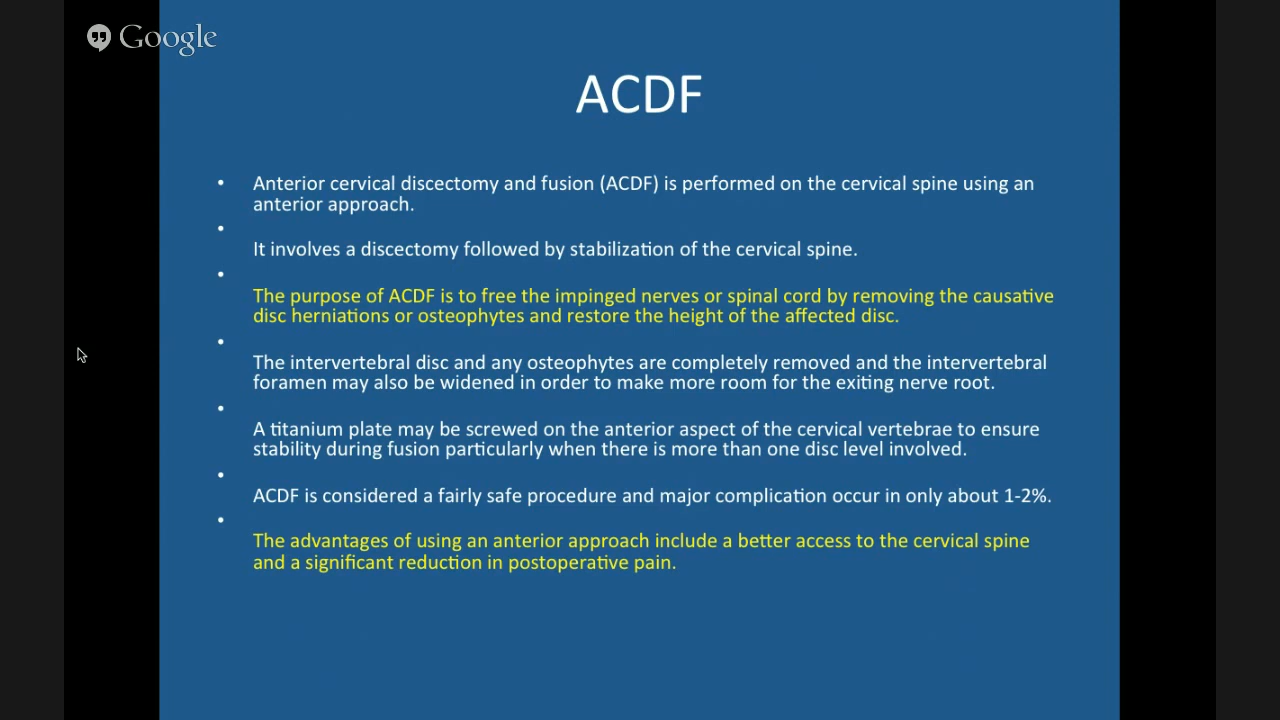 Google
ACDF
• Anterior cervical discectomy and fusion (ACDF) is performed on the cervical spine using an
anterior approach.
•
It involves a discectomy followed by stabilization of the cervical spine.
•
The purpose of ACDF is to free the impinged nerves or spinal cord by removing the causative
disc herniations or osteophytes and restore the height of the affected disc.
•
The intervertebral disc and any osteophytes are completely removed and the intervertebral
foramen may also be widened in order to make more room for the exiting nerve root.
•
A titanium plate may be screwed on the anterior aspect of the cervical vertebrae to ensure
stability during fusion particularly when there is more than one disc level involved.
•
ACDF is considered a fairly safe procedure and major complication occur in only about 1-2%.
•
The advantages of using an anterior approach include a better access to the cervical spine
and a significant reduction in postoperative pain.